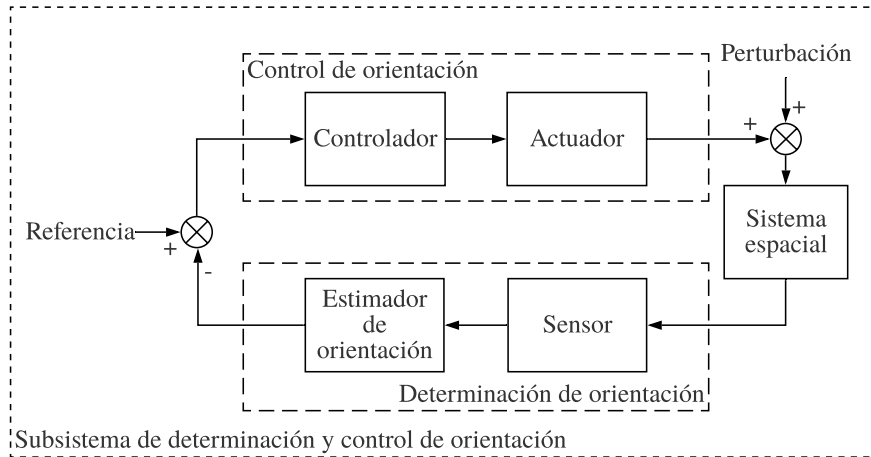 Perturbación
Control de orientación
+
Controlador
Actuador
+
Referencia
+
-
Sistema
espacial
Estimador
de
orientación
Sensor
Determinación de orientación
Subsistema de determinación y control de orientación